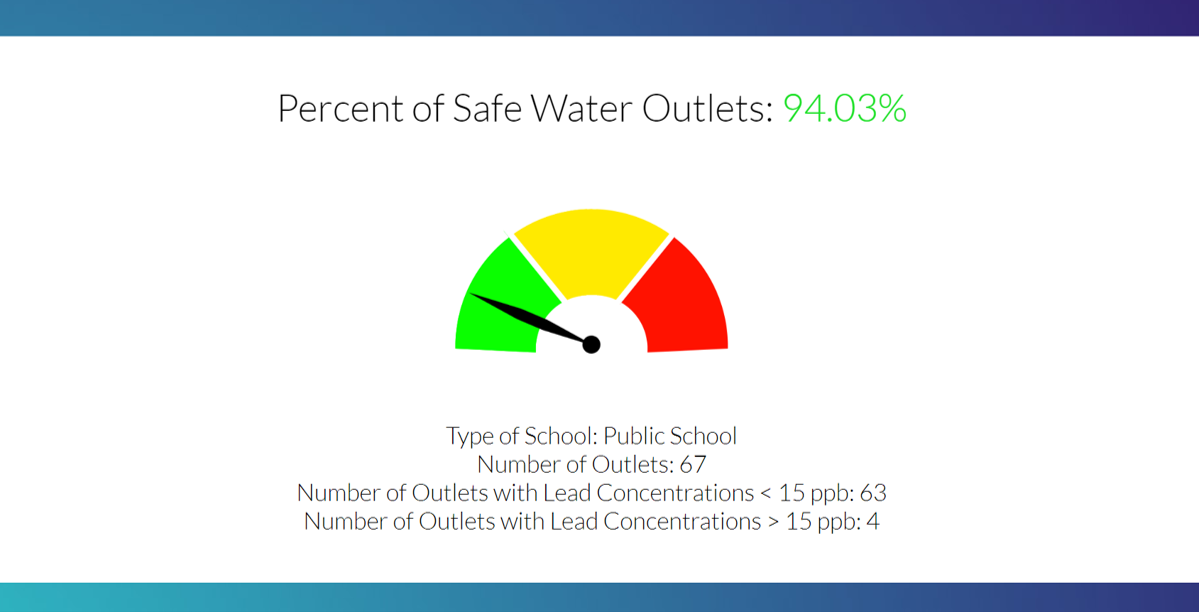 Percent of Safe Water Outlets: 94.03%
Type of School: Public School
Number of Outlets: 67
Number of Outlets with Lead Concentrations < 15 ppb: 63
Number of Outlets with Lead Concentrations > 15 ppb: 4